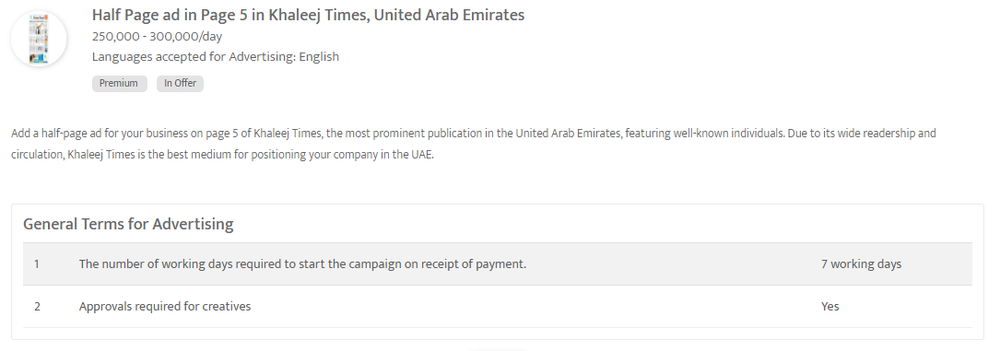 Half Page ad in Page 5 in Khaleej Times, United Arab Emirates
250,000 - 300,000/day
Languages accepted for Advertising: English
Premium In Offer
Add a half-page ad for your business on page 5 of Khaleej Times, the most prominent publication in the United Arab Emirates, featuring well-known individuals. Due to its wide readership and
circulation, Khaleej Times is the best medium for positioning your company in the UAE.
General Terms for Advertising
1 The number of working days required to start the campaign on receipt of payment. 7 working days
2 Approvals required for creatives Yes